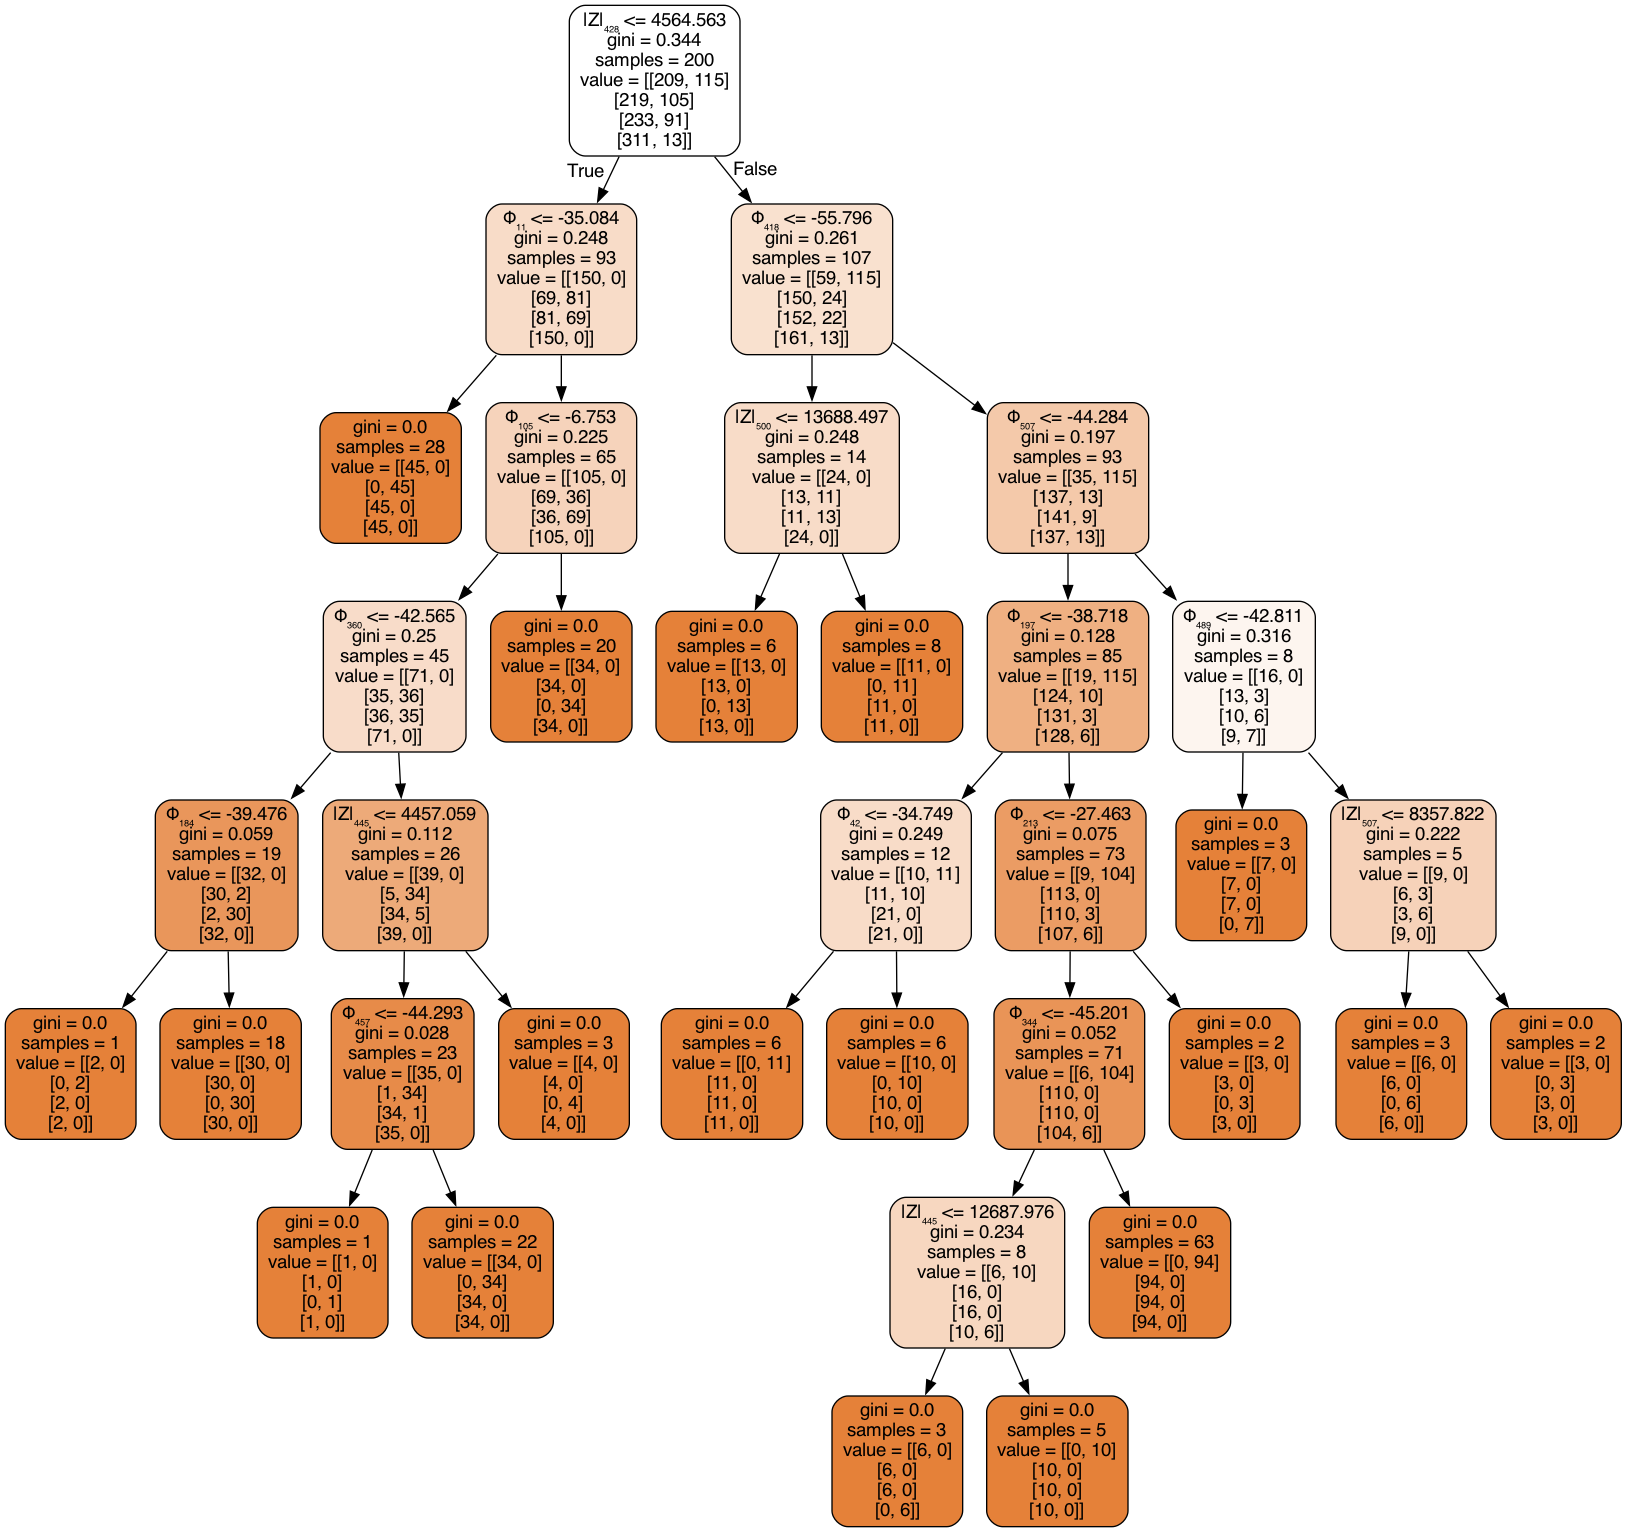 |Z|₄₂₈ <= 4564.563
gini = 0.344
samples = 200
value = [[209, 115]
[219, 105]
[233, 91]
[311, 13]]
True
False
Φ₁₁ <= -35.084
gini = 0.248
samples = 93
value = [[150, 0]
[69, 81]
[81, 69]
[150, 0]]
Φ₄₁₈ <= -55.796
gini = 0.261
samples = 107
value = [[59, 115]
[150, 24]
[152, 22]
[161, 13]]
gini = 0.0
samples = 28
value = [[45, 0]
[0, 45]
[45, 0]
[45, 0]]
Φ₁₀₅ <= -6.753
gini = 0.225
samples = 65
value = [[105, 0]
[69, 36]
[36, 69]
[105, 0]]
|Z|₅₀₀ <= 13688.497
gini = 0.248
samples = 14
value = [[24, 0]
[13, 11]
[11, 13]
[24, 0]]
Φ₅₀₇ <= -44.284
gini = 0.197
samples = 93
value = [[35, 115]
[137, 13]
[141, 9]
[137, 13]]
Φ₃₆₀ <= -42.565
gini = 0.25
samples = 45
value = [[71, 0]
[35, 36]
[36, 35]
[71, 0]]
gini = 0.0
samples = 20
value = [[34, 0]
[34, 0]
[0, 34]
[34, 0]]
gini = 0.0
samples = 6
value = [[13, 0]
[13, 0]
[0, 13]
[13, 0]]
gini = 0.0
samples = 8
value = [[11, 0]
[0, 11]
[11, 0]
[11, 0]]
Φ₁₉₇ <= -38.718
gini = 0.128
samples = 85
value = [[19, 115]
[124, 10]
[131, 3]
[128, 6]]
Φ₄₈₉ <= -42.811
gini = 0.316
samples = 8
value = [[16, 0]
[13, 3]
[10, 6]
[9, 7]]
Φ₁₈₄ <= -39.476
gini = 0.059
samples = 19
value = [[32, 0]
[30, 2]
[2, 30]
[32, 0]]
|Z|₄₄₅ <= 4457.059
gini = 0.112
samples = 26
value = [[39, 0]
[5, 34]
[34, 5]
[39, 0]]
Φ₄₂ <= -34.749
gini = 0.249
samples = 12
value = [[10, 11]
[11, 10]
[21, 0]
[21, 0]]
Φ₂₁₃ <= -27.463
gini = 0.075
samples = 73
value = [[9, 104]
[113, 0]
[110, 3]
[107, 6]]
gini = 0.0
samples = 3
value = [[7, 0]
[7, 0]
[7, 0]
[0, 7]]
|Z|₅₀₇ <= 8357.822
gini = 0.222
samples = 5
value = [[9, 0]
[6, 3]
[3, 6]
[9, 0]]
gini = 0.0
samples = 1
value = [[2, 0]
[0, 2]
[2, 0]
[2, 0]]
gini = 0.0
samples = 18
value = [[30, 0]
[30, 0]
[0, 30]
[30, 0]]
Φ₄₅₇ <= -44.293
gini = 0.028
samples = 23
value = [[35, 0]
[1, 34]
[34, 1]
[35, 0]]
gini = 0.0
samples = 3
value = [[4, 0]
[4, 0]
[0, 4]
[4, 0]]
gini = 0.0
samples = 6
value = [[0, 11]
[11, 0]
[11, 0]
[11, 0]]
gini = 0.0
samples = 6
value = [[10, 0]
[0, 10]
[10, 0]
[10, 0]]
Φ₃₄₄ <= -45.201
gini = 0.052
samples = 71
value = [[6, 104]
[110, 0]
[110, 0]
[104, 6]]
gini = 0.0
samples = 2
value = [[3, 0]
[3, 0]
[0, 3]
[3, 0]]
gini = 0.0
samples = 3
value = [[6, 0]
[6, 0]
[0, 6]
[6, 0]]
gini = 0.0
samples = 2
value = [[3, 0]
[0, 3]
[3, 0]
[3, 0]]
gini = 0.0
samples = 1
value = [[1, 0]
[1, 0]
[0, 1]
[1, 0]]
gini = 0.0
samples = 22
value = [[34, 0]
[0, 34]
[34, 0]
[34, 0]]
|Z|₄₄₅ <= 12687.976
gini = 0.234
samples = 8
value = [[6, 10]
[16, 0]
[16, 0]
[10, 6]]
gini = 0.0
samples = 63
value = [[0, 94]
[94, 0]
[94, 0]
[94, 0]]
gini = 0.0
samples = 3
value = [[6, 0]
[6, 0]
[6, 0]
[0, 6]]
gini = 0.0
samples = 5
value = [[0, 10]
[10, 0]
[10, 0]
[10, 0]]